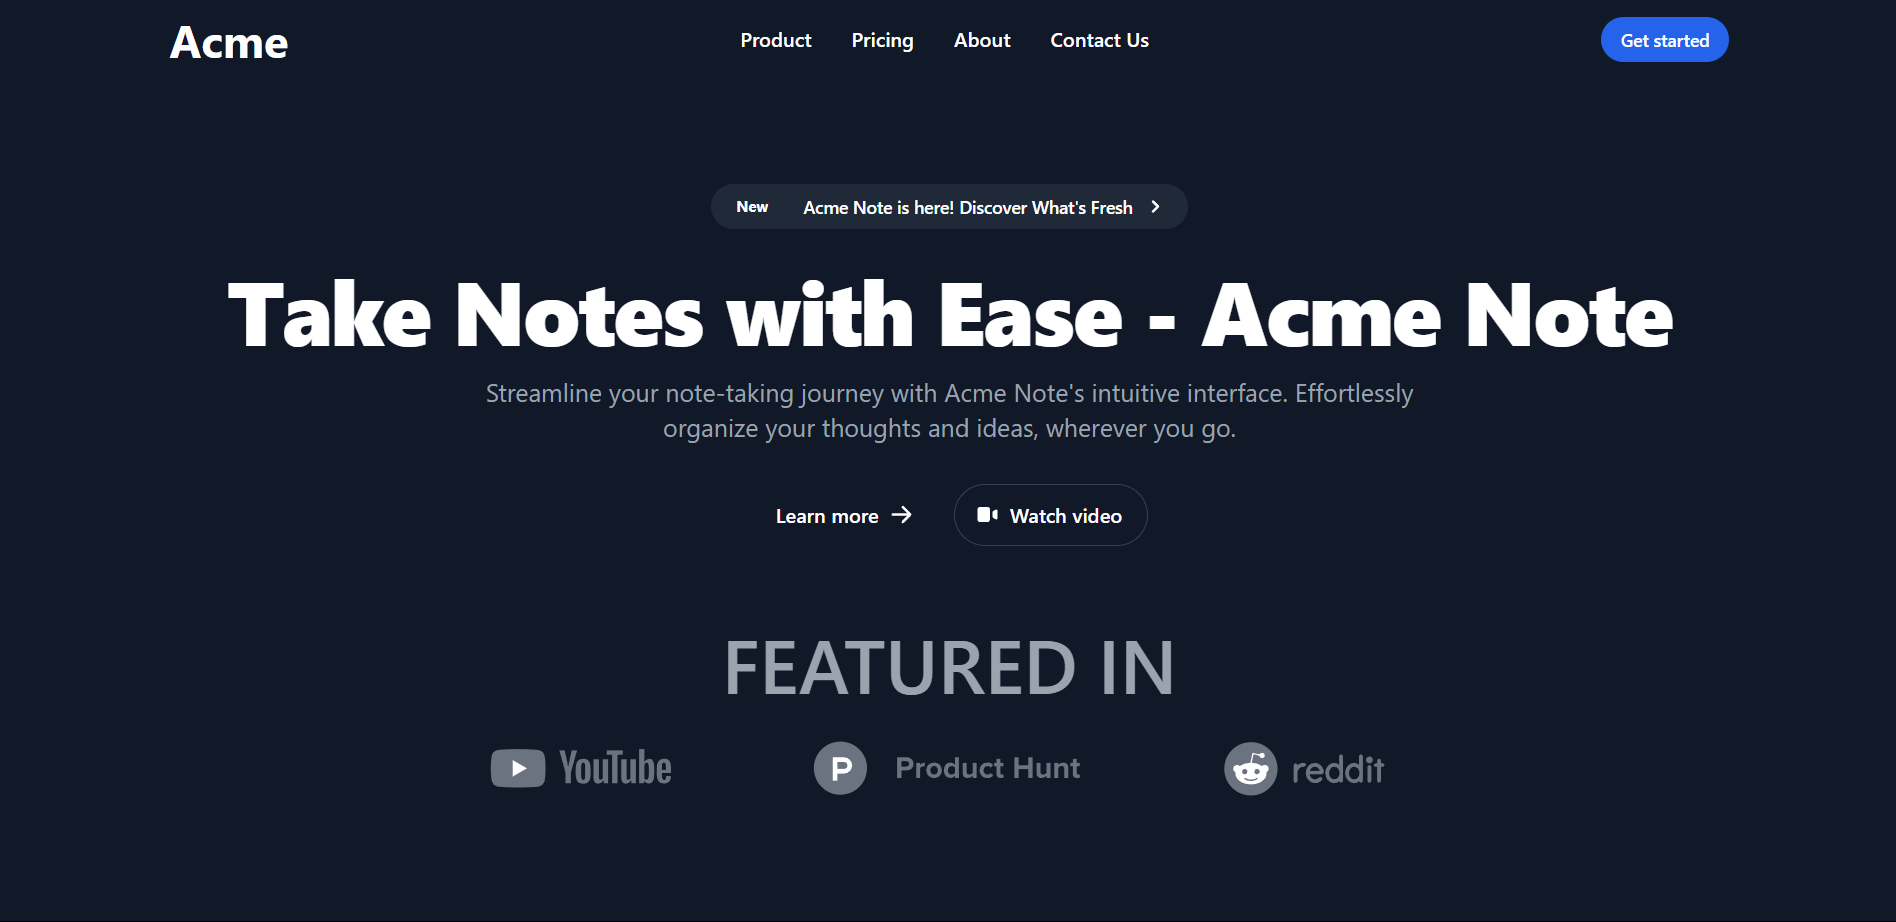 Acme
Product Pricing About Contact Us
Get started
New Acme Note is here! Discover What's Fresh
Take Notes with Ease - Acme Note
Streamline your note-taking journey with Acme Note's intuitive interface. Effortlessly
organize your thoughts and ideas, wherever you go.
Learn more
Watch video
FEATURED IN
YouTube
P Product Hunt
reddit